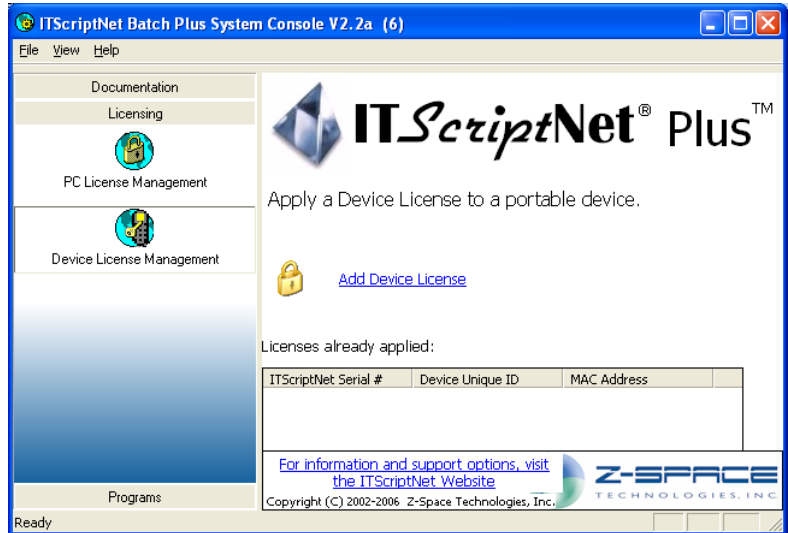 ITScriptNet Batch Plus System Console V2.2a (6)
File View Help
Documentation
Licensing
PC License Management
Device License Management
Programs
ITScriptNet® Plus™
Apply a Device License to a portable device.
Add Device License
Licenses already applied:
ITScriptNet Serial # Device Unique ID MAC Address
For information and support options, visit
the ITScriptNet Website
Copyright (C) 2002-2006 Z-Space Technologies, Inc.
Z-SPACE
TECHNOLOGIES, INC
Ready